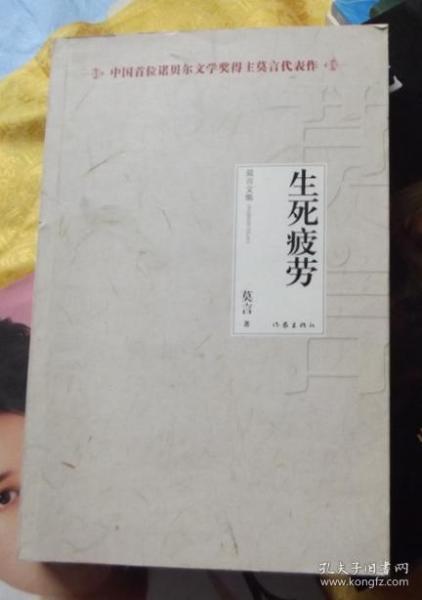 中国首位诺贝尔文学奖得主莫言代表作
莫言文集
生死疲劳
莫言
著
作家出版社
莫言
孔夫子旧书网
www.kongfz.com